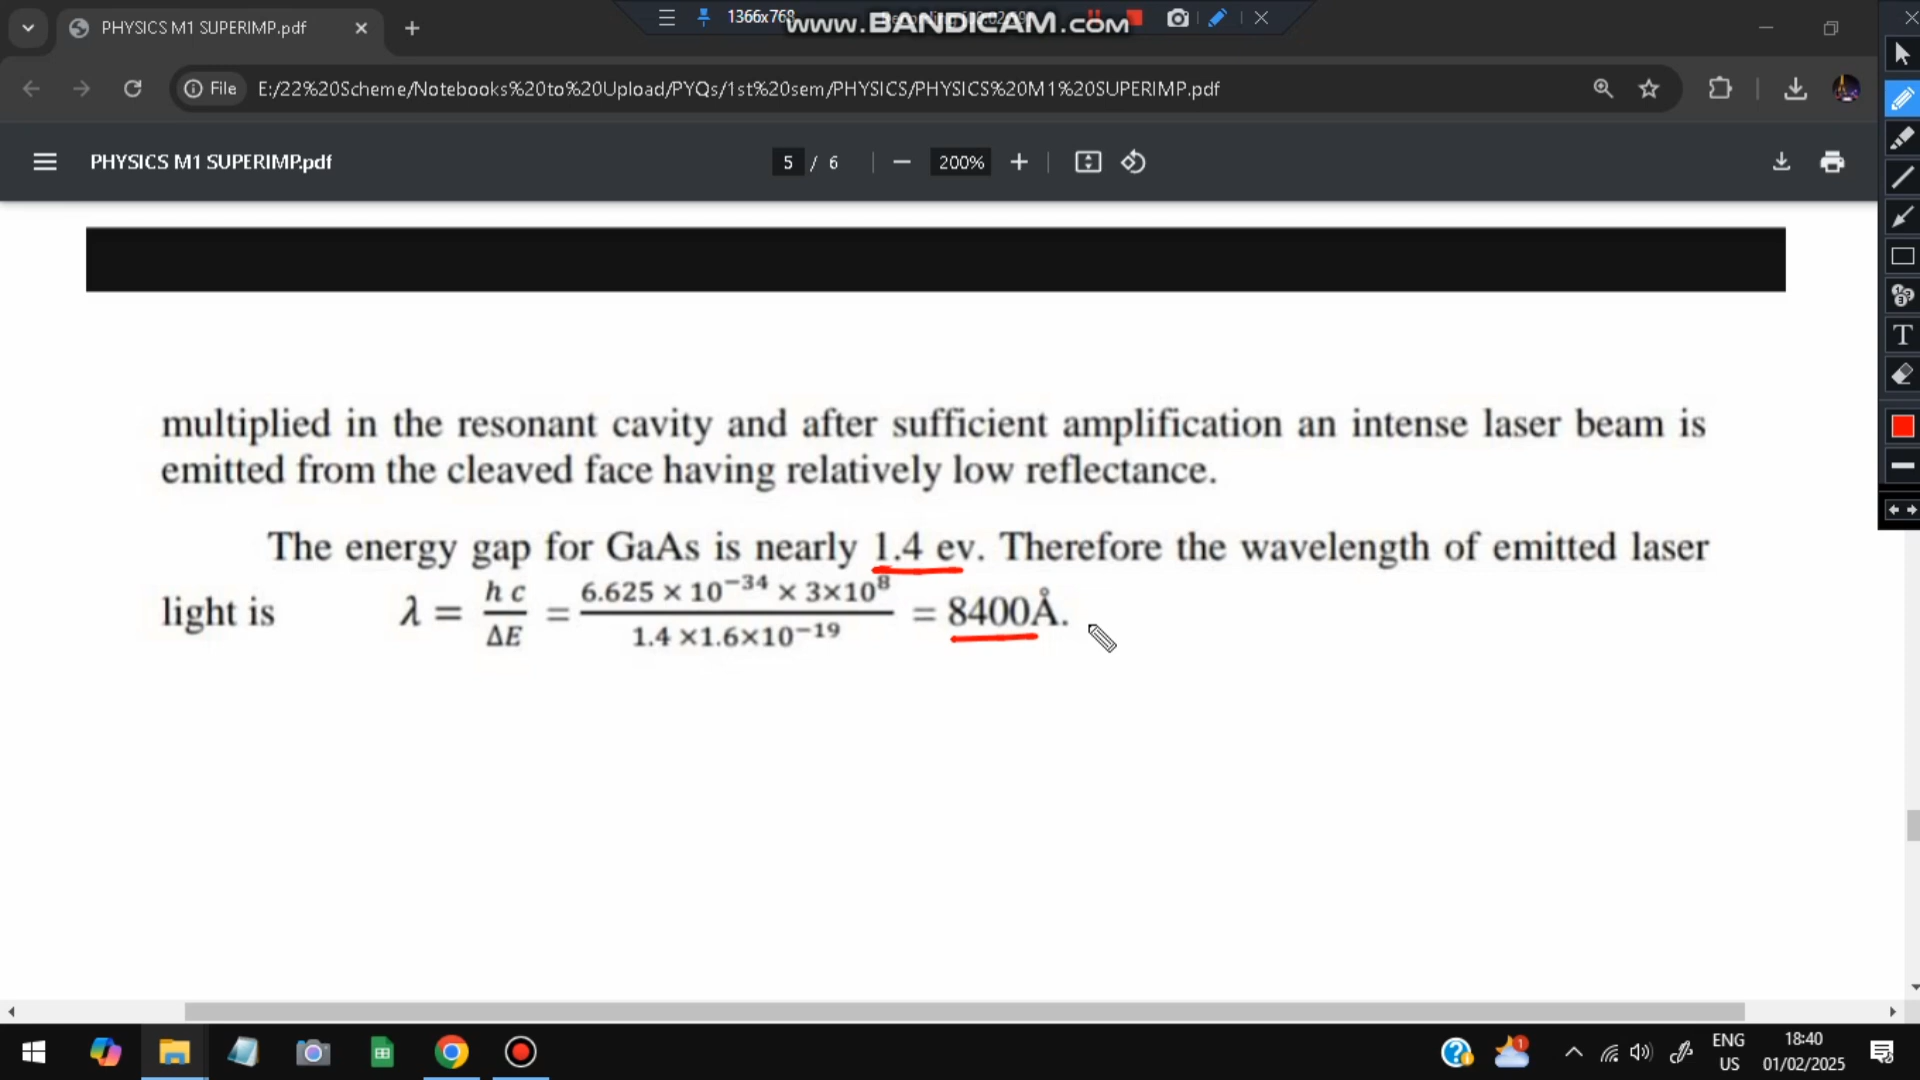 PHYSICS M1 SUPERIMP.pdf
1366x768
www.BANDICAM.com
File
E:/22%20Scheme/Notebooks%20to%20Upload/PYQs/1st%20sem/PHYSICS/PHYSICS%20M1%20SUPERIMP.pdf
PHYSICS M1 SUPERIMP.pdf
5 / 6
200%
multiplied in the resonant cavity and after sufficient amplification an intense laser beam is
emitted from the cleaved face having relatively low reflectance.
The energy gap for GaAs is nearly 1.4 ev. Therefore the wavelength of emitted laser
light is λ = h c / ΔE = 6.625 × 10⁻³⁴ × 3×10⁸ / 1.4 ×1.6×10⁻¹⁹ = 8400Å.
T
1
ENG
US
18:40
01/02/2025